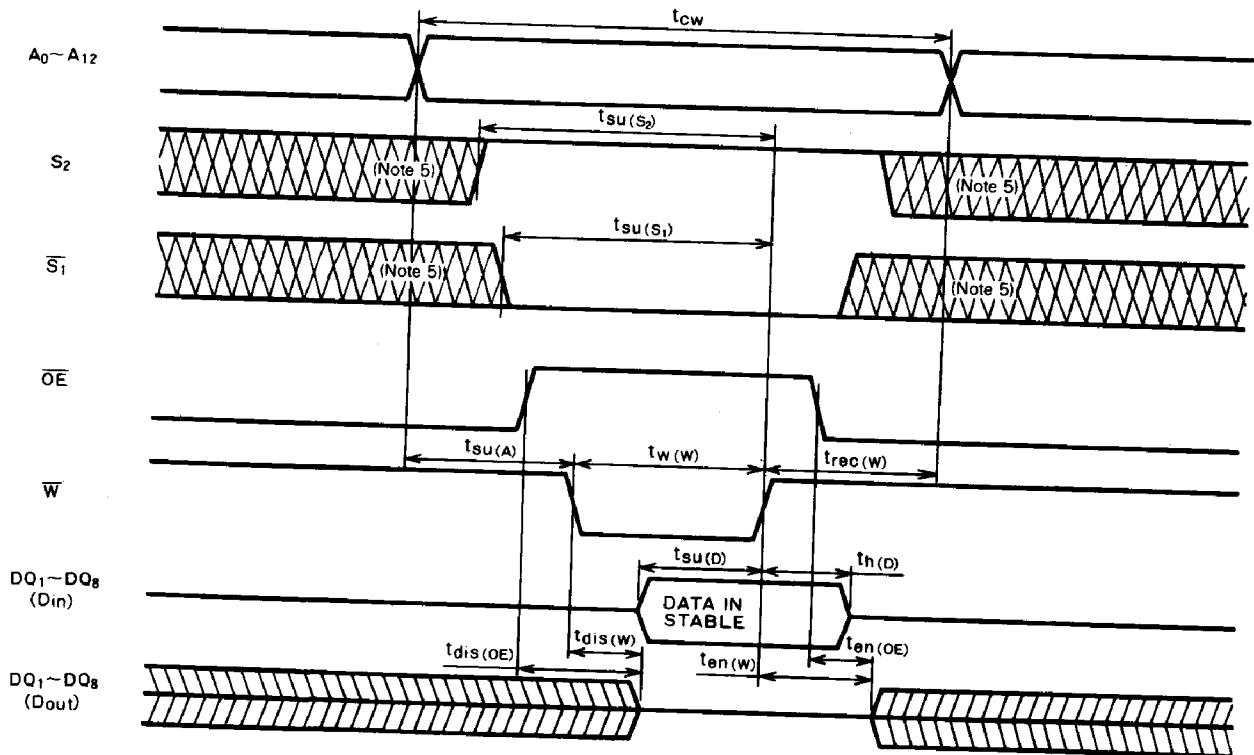 tCW
A0~A12
tsu(S2)
S2
(Note 5)
(Note 5)
tsu(S1)
S1
(Note 5)
(Note 5)
OE
tsu(A)
tw(W)
trec(W)
W
tsu(D)
th(D)
DQ1~DQ8
(Din)
DATA IN
STABLE
tdis(W)
ten(OE)
tdis(OE)
ten(W)
DQ1~DQ8
(Dout)